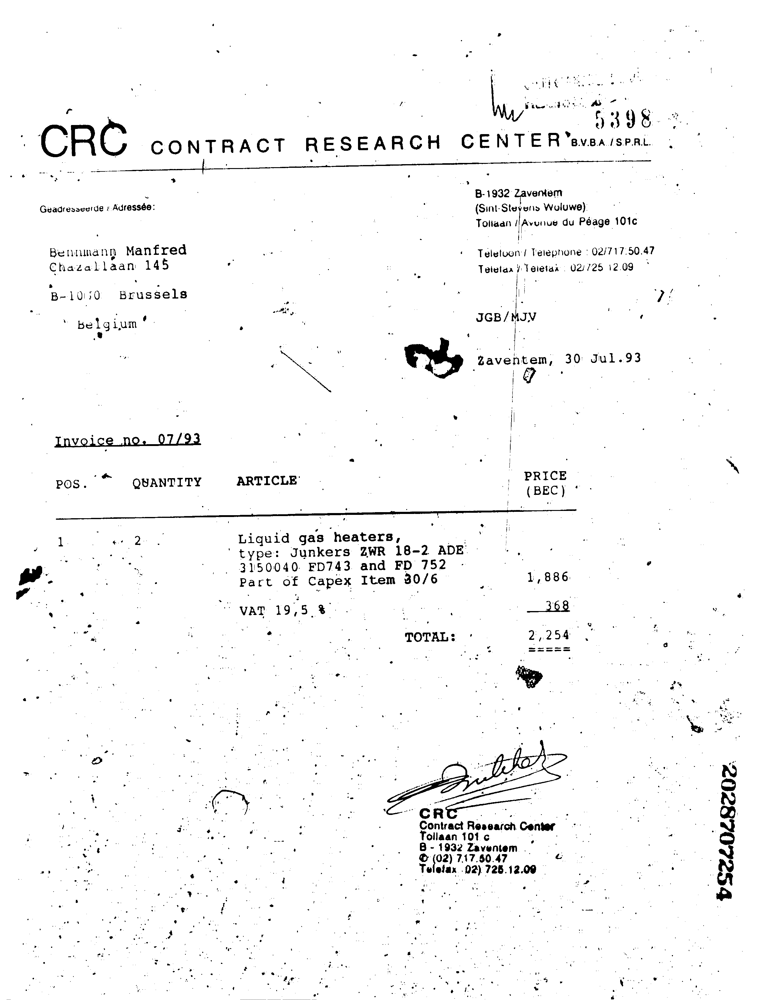 5398
CRC CONTRACT RESEARCH CENTER B.V.B.A / S.P.R.L.
B-1932 Zaventem
(Sint-Stevens Woluwe)
Tollaan / Avenue du Péage 101c
Geadresseerde / Adressée:
Telefoon / Téléphone : 02/717.50.47
Telefax / Téléfax : 02/725.12.09
Manfred
Chazallaan 145
Brussels
Belgium
JGB/MJV
Zaventem, 30 Jul.93
Invoice no. 07/93
POS. QUANTITY ARTICLE PRICE
(BEC)
1 2 Liquid gas heaters,
type: Junkers ZWR 18-2 ADE
3150040 FD743 and FD 752
Part of Capex Item 30/6 1,886
VAT 19,5 % 368
TOTAL: 2,254
=====
CRC
Contract Research Center
Tollaan 101 c
B - 1932 Zaventem
✆ (02) 717.50.47
Telefax (02) 725.12.09
2028707254